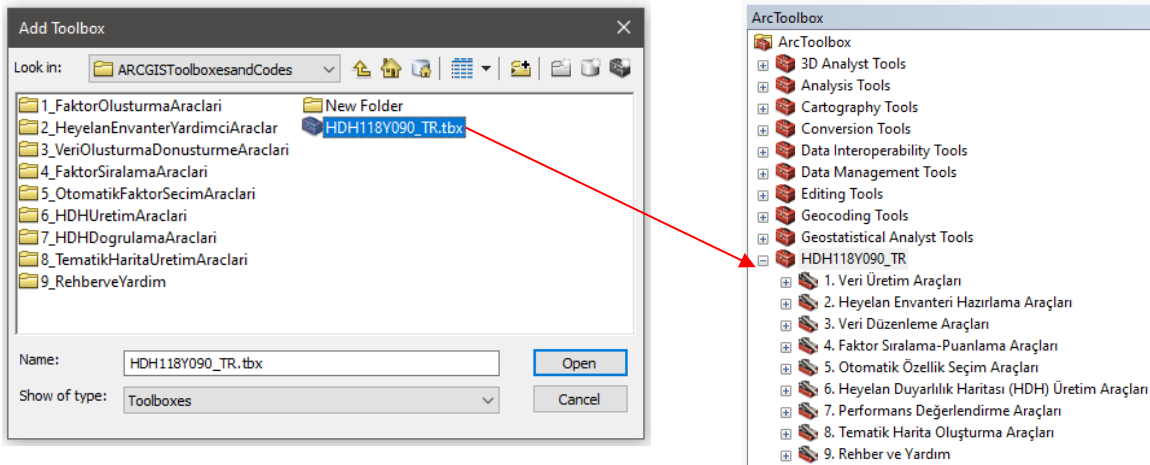 Add Toolbox
Look in: ARCGISToolboxesandCodes
1_FaktorOlusturmaAraclari
2_HeyelanEnvanterYardimciAraclar
3_VeriOlusturmaDonusturmeAraclari
4_FaktorSiralamaAraclari
5_OtomatikFaktorSecimAraclari
6_HDHUretimAraclari
7_HDHDogrulamaAraclari
8_TematikHaritaUretimAraclari
9_RehberveYardim
New Folder
HDH118Y090_TR.tbx
Name: HDH118Y090_TR.tbx Open
Show of type: Toolboxes Cancel
ArcToolbox
ArcToolbox
3D Analyst Tools
Analysis Tools
Cartography Tools
Conversion Tools
Data Interoperability Tools
Data Management Tools
Editing Tools
Geocoding Tools
Geostatistical Analyst Tools
HDH118Y090_TR
1. Veri Üretim Araçları
2. Heyelan Envanteri Hazırlama Araçları
3. Veri Düzenleme Araçları
4. Faktor Sıralama-Puanlama Araçları
5. Otomatik Özellik Seçim Araçları
6. Heyelan Duyarlılık Haritası (HDH) Üretim Araçları
7. Performans Değerlendirme Araçları
8. Tematik Harita Oluşturma Araçları
9. Rehber ve Yardım